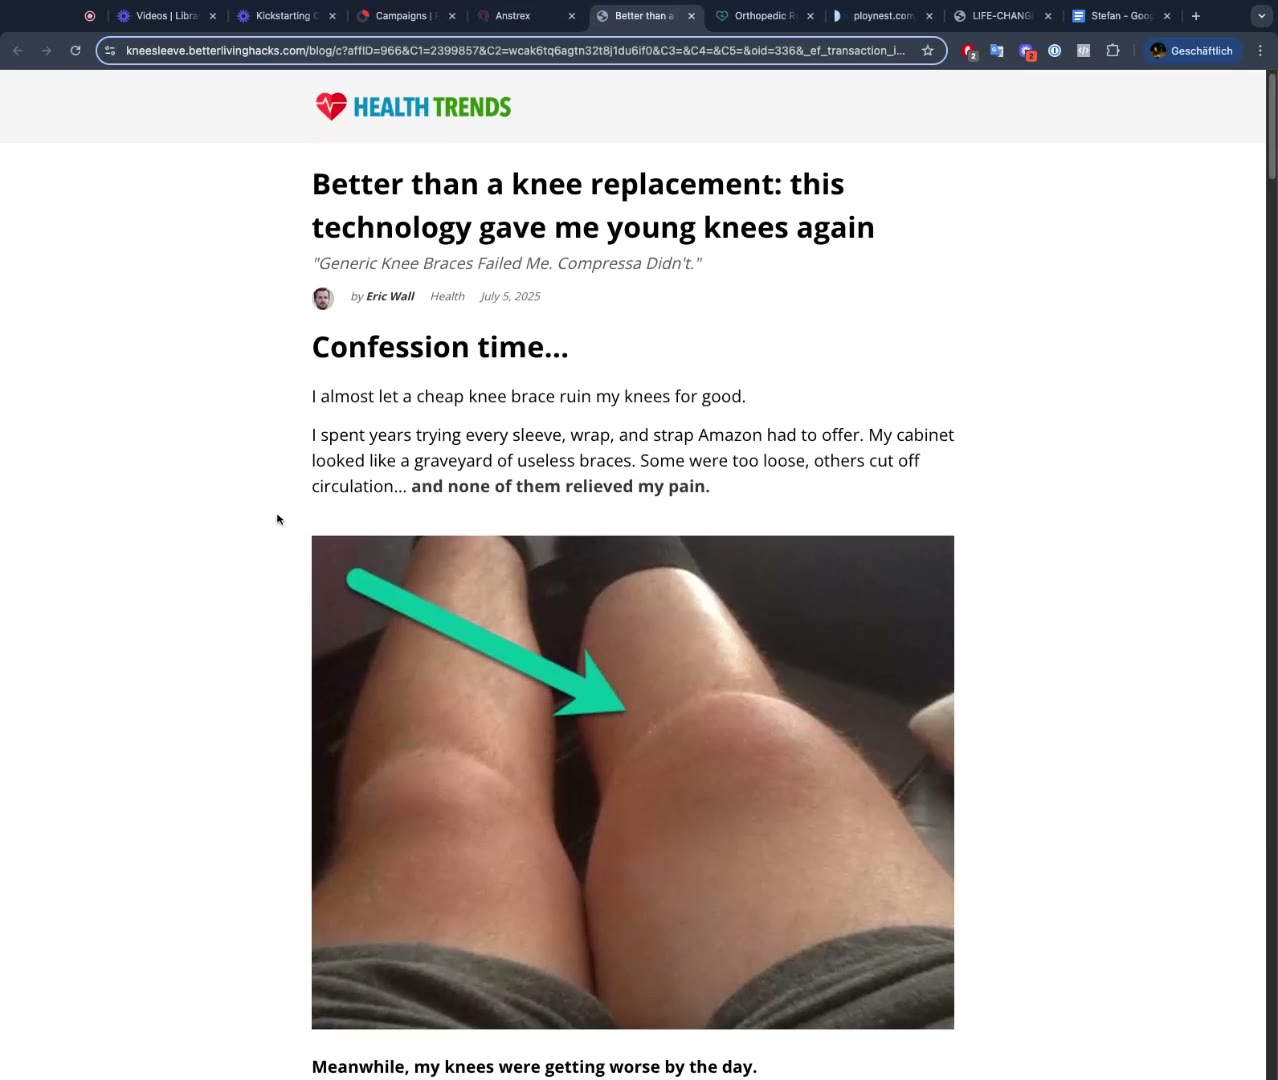 Videos | Libra
Kickstarting C
Campaigns | R
Anstrex
Better than a
Orthopedic R
ploynest.com
LIFE-CHANGI
Stefan - Goog
kneesleeve.betterlivinghacks.com/blog/c?affID=966&C1=2399857&C2=wcak6tq6agtn32t8j1du6if0&C3=&C4=&C5=&oid=336&_ef_transaction_i...
2
2
Geschäftlich
HEALTH TRENDS
Better than a knee replacement: this
technology gave me young knees again
"Generic Knee Braces Failed Me. Compressa Didn't."
by Eric Wall Health July 5, 2025
Confession time...
I almost let a cheap knee brace ruin my knees for good.
I spent years trying every sleeve, wrap, and strap Amazon had to offer. My cabinet
looked like a graveyard of useless braces. Some were too loose, others cut off
circulation... and none of them relieved my pain.
Meanwhile, my knees were getting worse by the day.